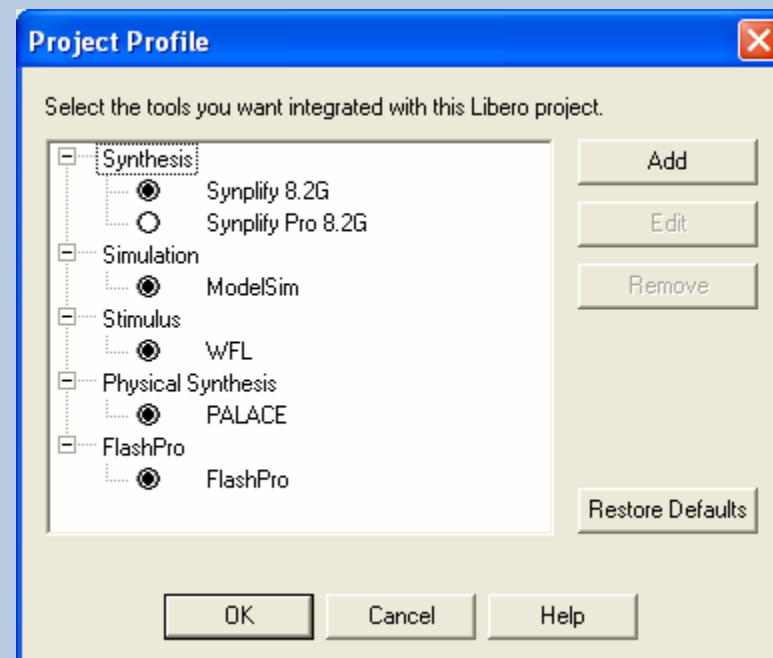 Project Profile
Select the tools you want integrated with this Libero project.
Synthesis
Synplify 8.2G
Synplify Pro 8.2G
Simulation
ModelSim
Stimulus
WFL
Physical Synthesis
PALACE
FlashPro
FlashPro
Add
Edit
Remove
Restore Defaults
OK Cancel Help